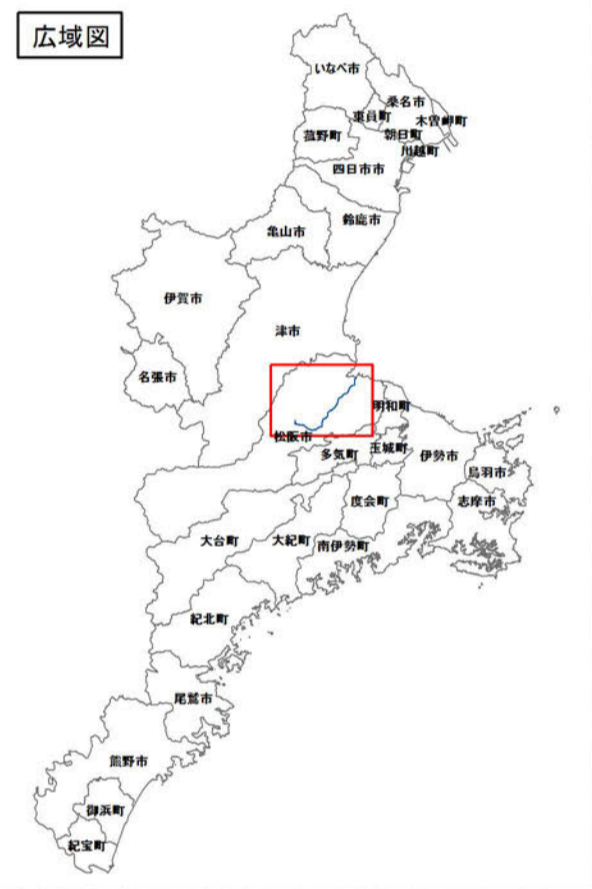 広域図
いなべ市
桑名市
東員町
木曽岬町
菰野町
朝日町
川越町
四日市市
鈴鹿市
亀山市
伊賀市
津市
名張市
明和町
松阪市
玉城町
多気町
伊勢市
鳥羽市
度会町
志摩市
大台町
大紀町
南伊勢町
紀北町
尾鷲市
熊野市
御浜町
紀宝町